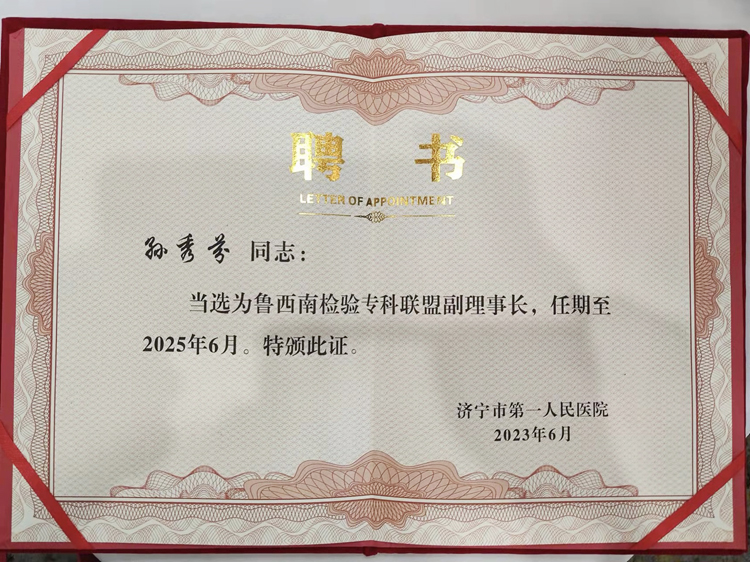 聘 书
LETTER OF APPOINTMENT
孙秀芬 同志：
当选为鲁西南检验专科联盟副理事长，任期至
2025年6月。特颁此证。
济宁市第一人民医院
2023年6月